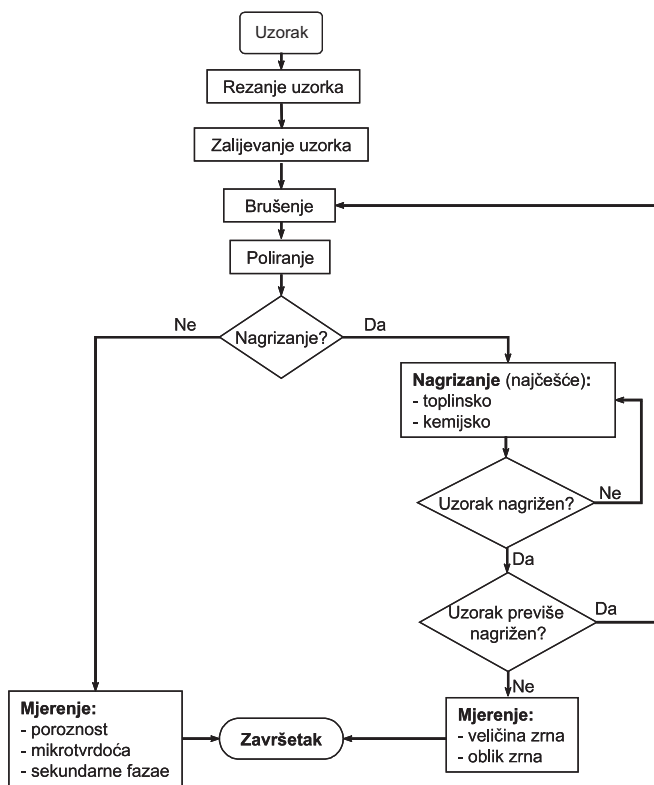 Uzorak
Rezanje uzorka
Zalijevanje uzorka
Brušenje
Poliranje
Nagrizanje?
Ne
Da
Nagrizanje (najčešće):
- toplinsko
- kemijsko
Uzorak nagrižen?
Ne
Da
Uzorak previše
nagrižen?
Da
Ne
Mjerenje:
- poroznost
- mikrotvrdoća
- sekundarne fazae
Završetak
Mjerenje:
- veličina zrna
- oblik zrna